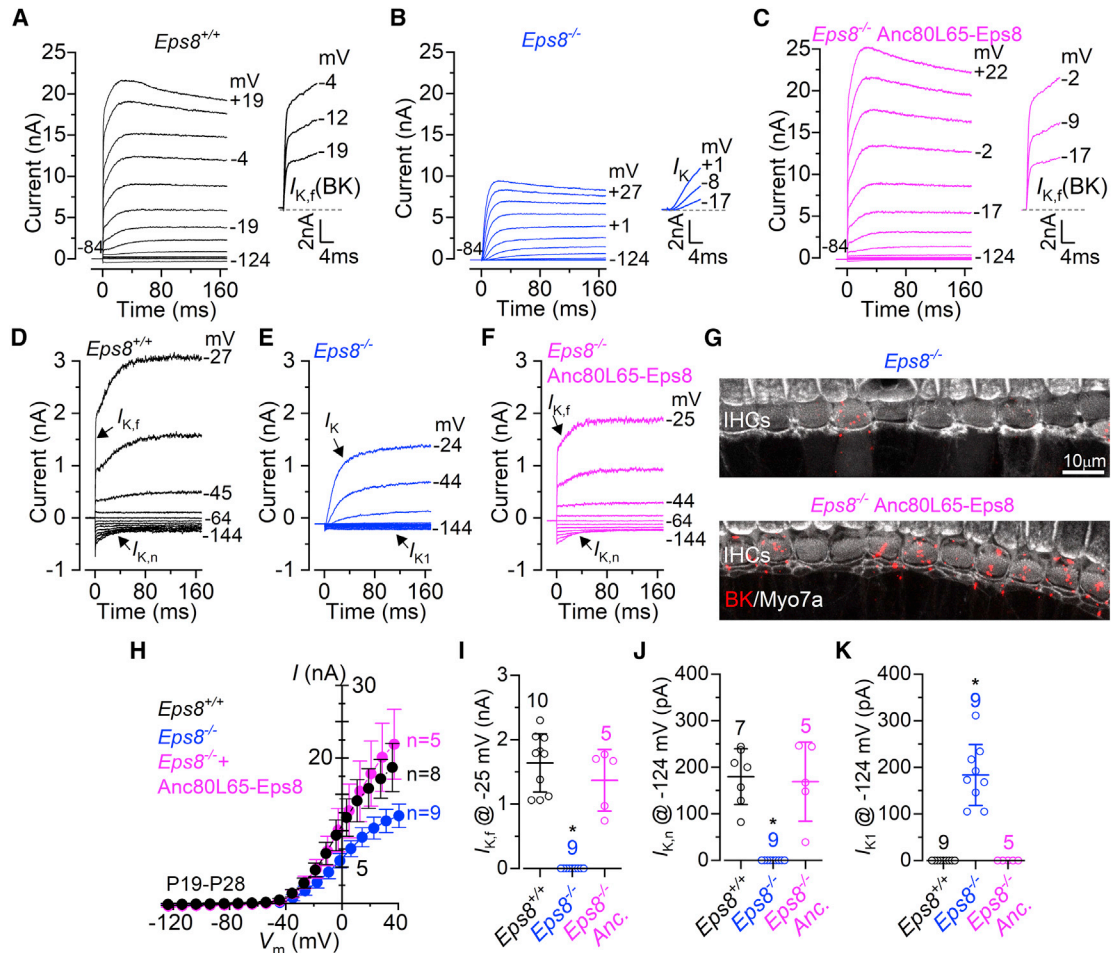 A
Eps8+/+
Current (nA)
25
20
15
10
5
0
-84
mV
+19
-4
-19
-124
0 80 160
Time (ms)
-4
-12
-19
IK,f(BK)
2nA
4ms
B
Eps8-/-
Current (nA)
25
20
15
10
5
0
-84
mV
+27
+1
-124
0 80 160
Time (ms)
IK
mV
+1
-8
-17
2nA
4ms
C
Eps8-/- Anc80L65-Eps8
Current (nA)
25
20
15
10
5
0
-84
mV
+22
-2
-17
-124
0 80 160
Time (ms)
-2
-9
-17
IK,f(BK)
2nA
4ms
D
Eps8+/+
Current (nA)
3
2
1
0
-1
mV
-27
IK,f
-45
-64
-144
IK,n
0 80 160
Time (ms)
E
Eps8-/-
Current (nA)
3
2
1
0
-1
IK
mV
-24
-44
-144
IK1
0 80 160
Time (ms)
F
Eps8-/-
Anc80L65-Eps8
Current (nA)
3
2
1
0
-1
IK,f
mV
-25
-44
-64
-144
IK,n
0 80 160
Time (ms)
G
Eps8-/-
IHCs
10μm
Eps8-/- Anc80L65-Eps8
IHCs
BK/Myo7a
H
I (nA)
30
20
5
Eps8+/+
Eps8-/-
Eps8-/-+
Anc80L65-Eps8
n=5
n=8
n=9
P19-P28
-120 -80 -40 0 40
Vm (mV)
I
IK,f @ -25 mV (nA)
3
2
1
0
10
*
9
5
Eps8+/+
Eps8-/-
Eps8-/-
Anc.
J
IK,n @ -124 mV (pA)
400
300
200
100
0
7
*
9
5
Eps8+/+
Eps8-/-
Eps8-/-
Anc.
K
IK1 @ -124 mV (pA)
400
300
200
100
0
9
*
9
5
Eps8+/+
Eps8-/-
Eps8-/-
Anc.